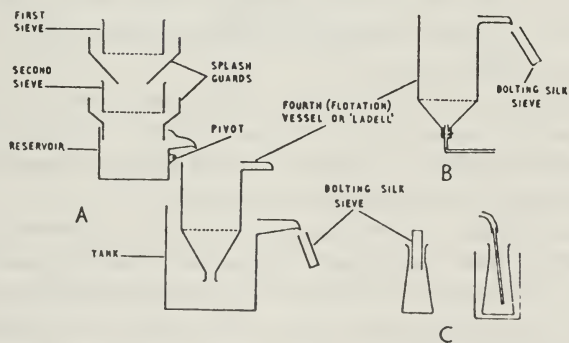 FIRST
SIEVE
SECOND
SIEVE
SPLASH
GUARDS
RESERVOIR
PIVOT
A
TANK
FOURTH (FLOTATION)
VESSEL OR 'LADELL'
BOLTING SILK
SIEVE
B
BOLTING SILK
SIEVE
C